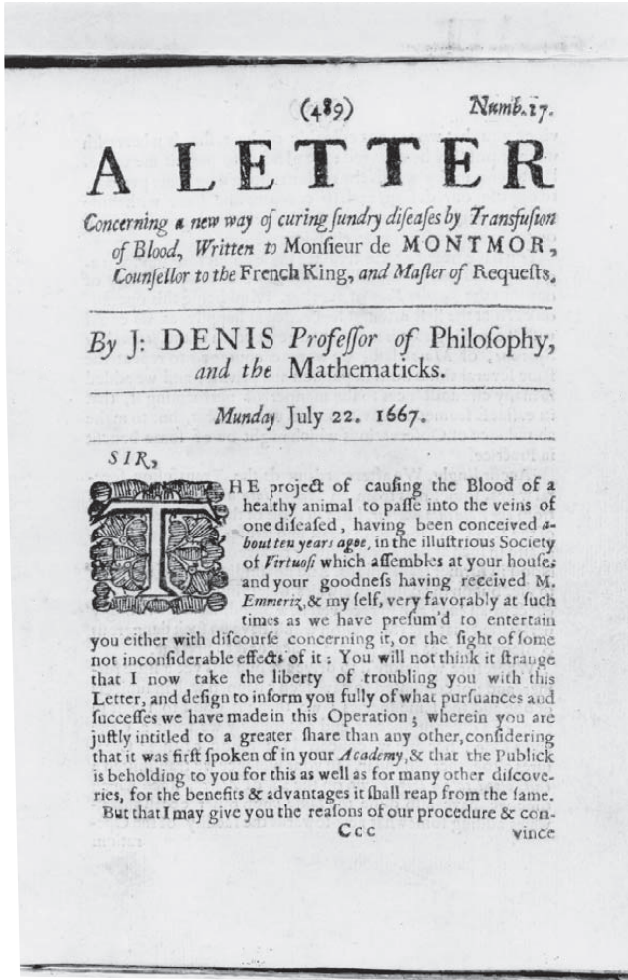 (489) Numb.27.
A LETTER
Concerning a new way of curing ſundry diſeaſes by Tranſfuſion
of Blood, Written to Monſieur de MONTMOR,
Counſellor to the French King, and Maſter of Requeſts.
By J: DENIS Profeſſor of Philoſophy,
and the Mathematicks.
Munday July 22. 1667.
SIR,
THE project of cauſing the Blood of a
healthy animal to paſſe into the veins of
one diſeaſed, having been conceived a-
bout ten years agoe, in the illuſtrious Society
of Virtuoſi which aſſembles at your houſe;
and your goodneſs having received M.
Emmeriz, & my ſelf, very favorably at ſuch
times as we have preſum'd to entertain
you either with diſcourſe concerning it, or the ſight of ſome
not inconſiderable effects of it: You will not think it ſtrange
that I now take the liberty of troubling you with this
Letter, and deſign to inform you fully of what purſuances and
ſucceſſes we have made in this Operation; wherein you are
juſtly intitled to a greater ſhare than any other, conſidering
that it was firſt ſpoken of in your Academy, & that the Publick
is beholding to you for this as well as for many other diſcove-
ries, for the benefits & advantages it ſhall reap from the ſame.
But that I may give you the reaſons of our procedure & con-
Ccc vince